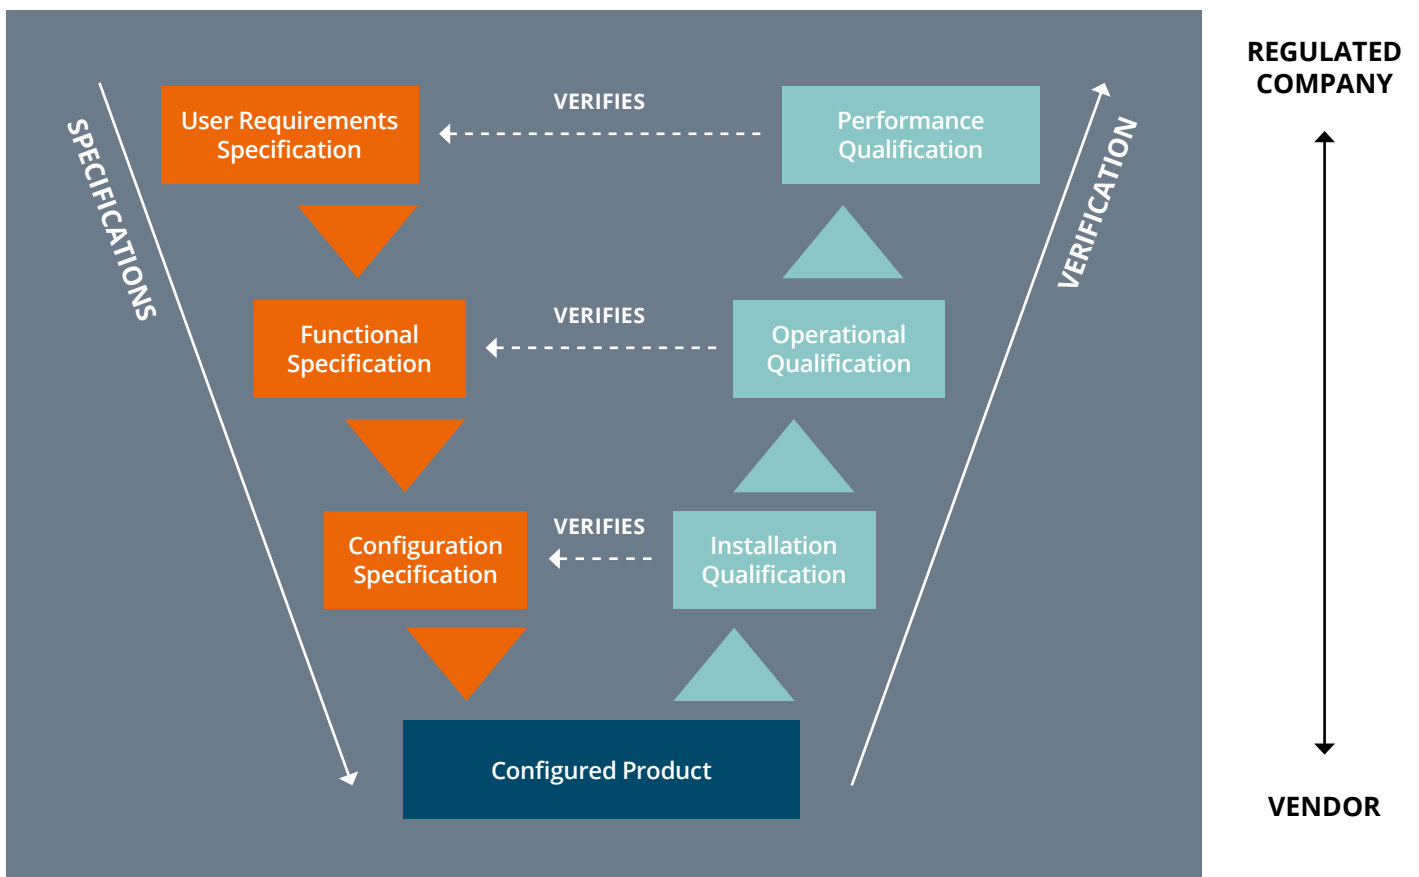 REGULATED
COMPANY
User Requirements
Specification
VERIFIES
Performance
Qualification
SPECIFICATIONS
VERIFICATION
Functional
Specification
VERIFIES
Operational
Qualification
Configuration
Specification
VERIFIES
Installation
Qualification
Configured Product
VENDOR